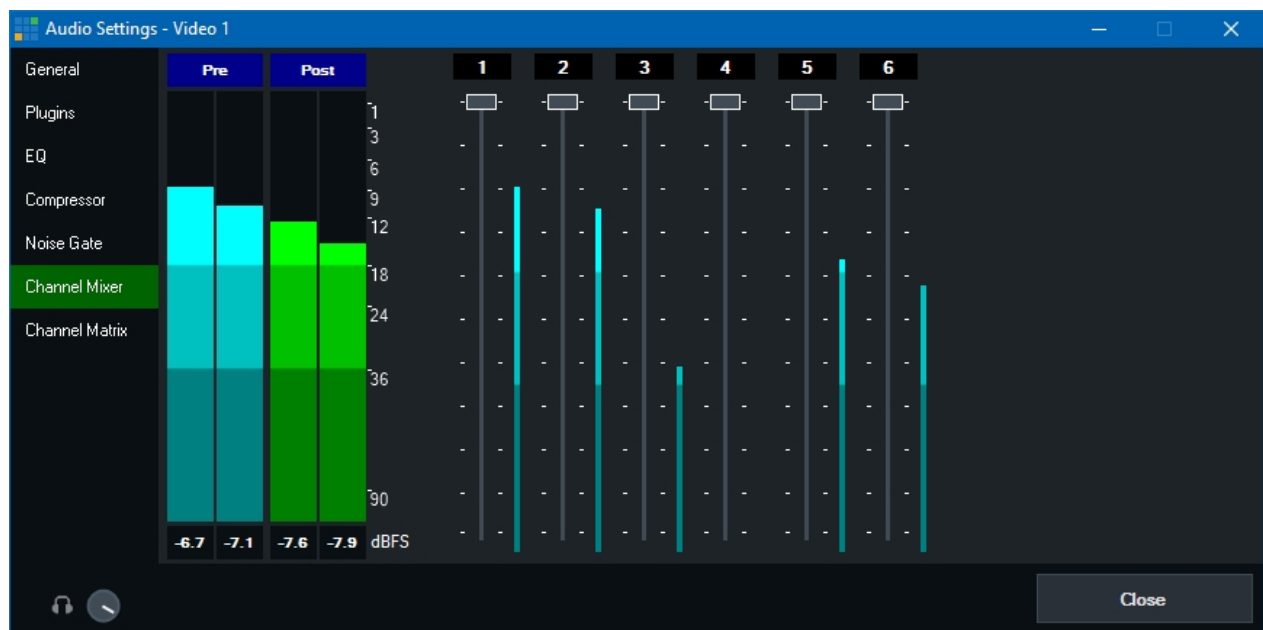 Audio Settings - Video 1
General
Plugins
EQ
Compressor
Noise Gate
Channel Mixer
Channel Matrix
Pre Post
1
3
6
9
12
18
24
36
90
-6.7 -7.1 -7.6 -7.9 dBFS
1 2 3 4 5 6
Close